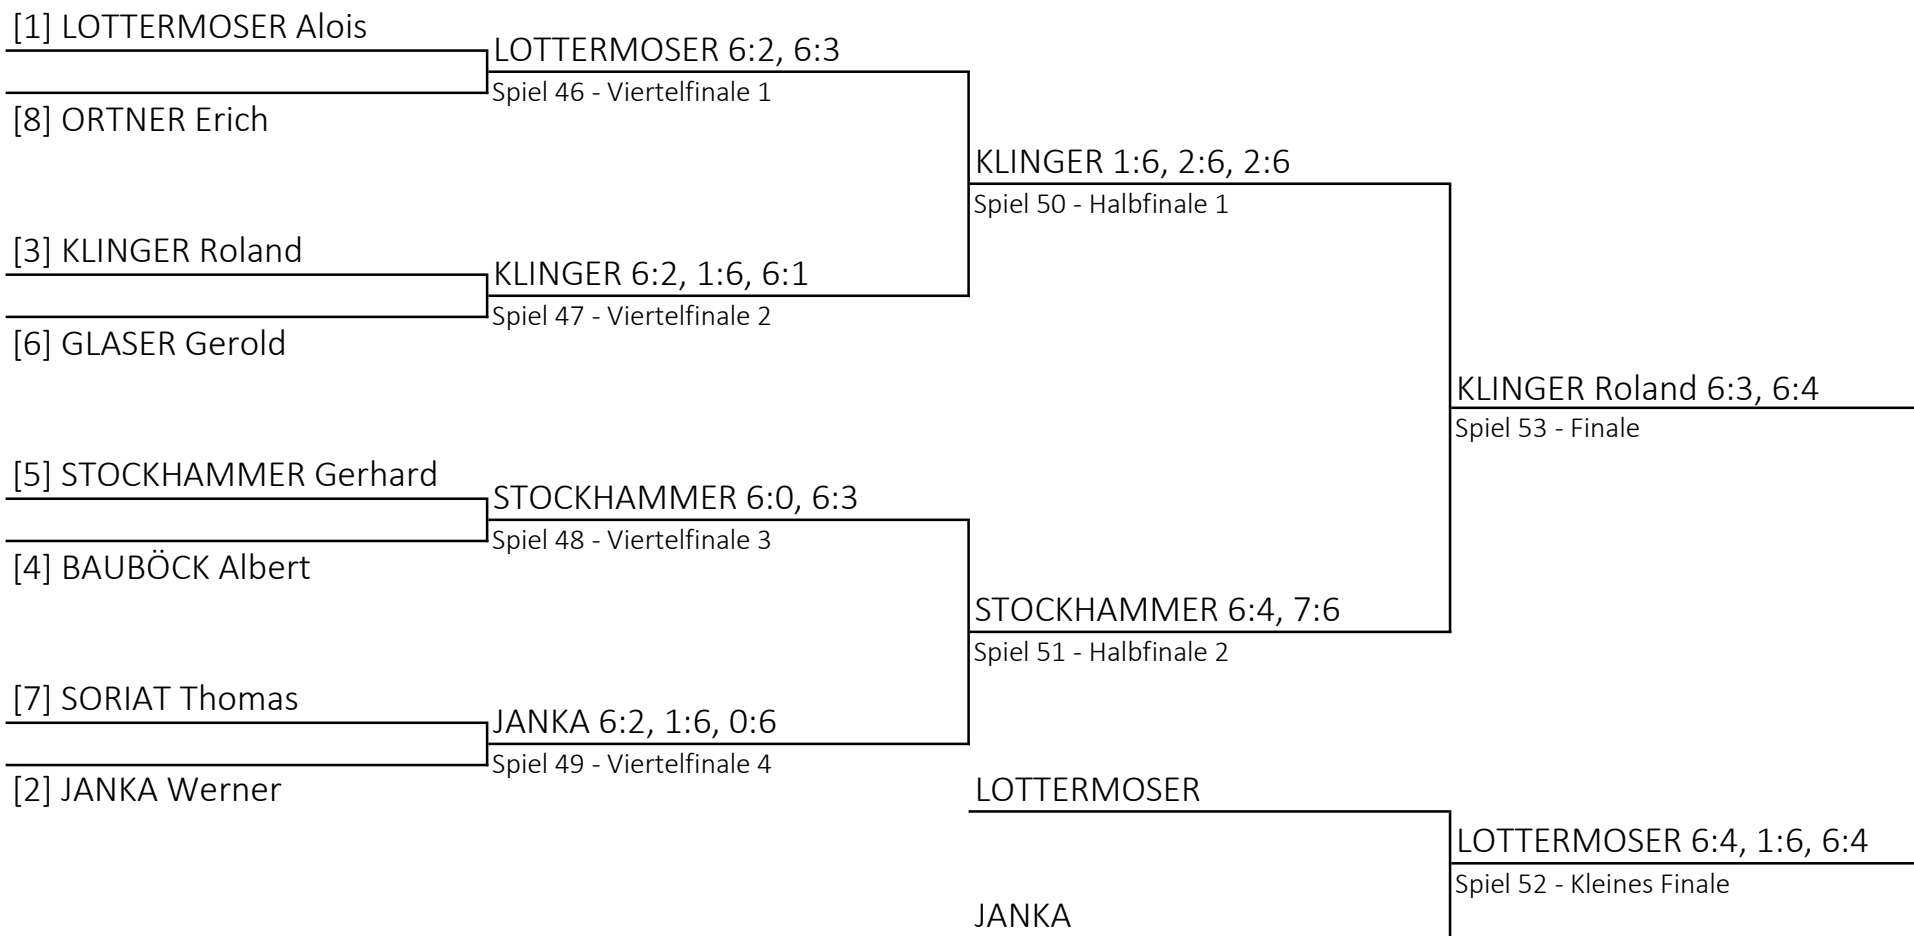 [1] LOTTERMOSER Alois
LOTTERMOSER 6:2, 6:3
Spiel 46 - Viertelfinale 1
[8] ORTNER Erich
KLINGER 1:6, 2:6, 2:6
Spiel 50 - Halbfinale 1
[3] KLINGER Roland
KLINGER 6:2, 1:6, 6:1
Spiel 47 - Viertelfinale 2
[6] GLASER Gerold
KLINGER Roland 6:3, 6:4
Spiel 53 - Finale
[5] STOCKHAMMER Gerhard
STOCKHAMMER 6:0, 6:3
Spiel 48 - Viertelfinale 3
[4] BAUBÖCK Albert
STOCKHAMMER 6:4, 7:6
Spiel 51 - Halbfinale 2
[7] SORIAT Thomas
JANKA 6:2, 1:6, 0:6
Spiel 49 - Viertelfinale 4
[2] JANKA Werner
LOTTERMOSER
LOTTERMOSER 6:4, 1:6, 6:4
Spiel 52 - Kleines Finale
JANKA